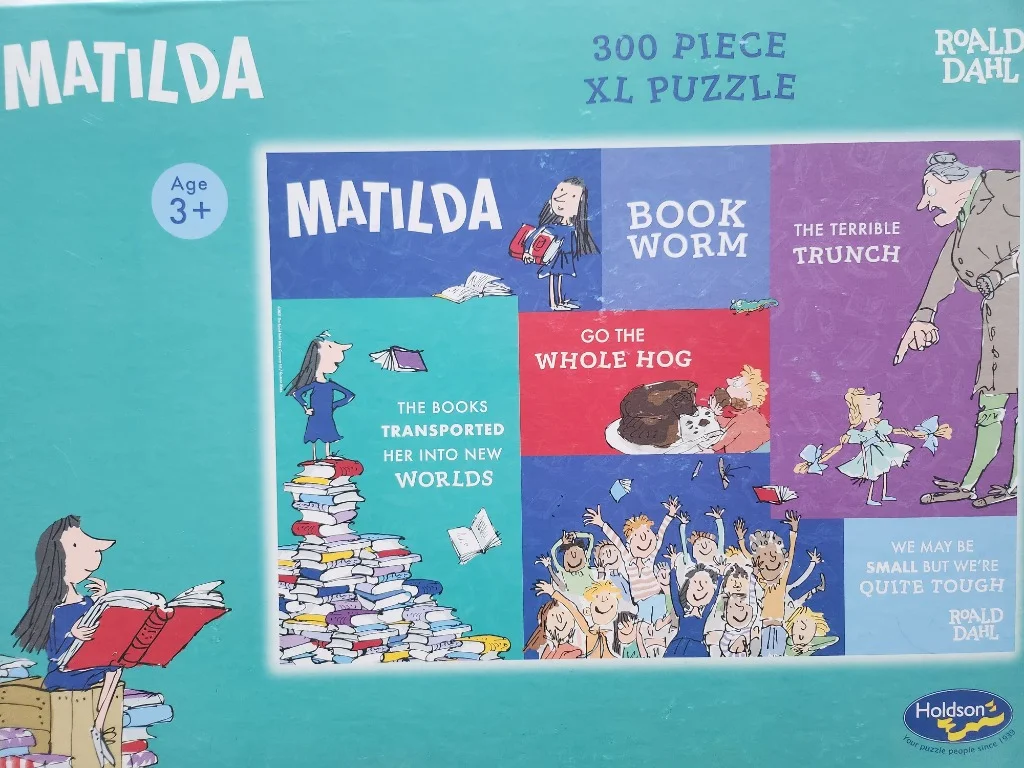 MATILDA
300 PIECE
XL PUZZLE
ROALD
DAHL
Age
3+
MATILDA
BOOK
WORM
THE TERRIBLE
TRUNCH
GO THE
WHOLE HOG
THE BOOKS
TRANSPORTED
HER INTO NEW
WORLDS
WE MAY BE
SMALL BUT WE'RE
QUITE TOUGH
ROALD
DAHL
Holdson
Your puzzle people since 1939